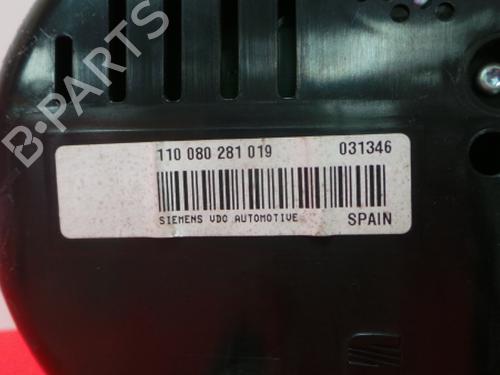 B-PARTS
110 080 281 019 031346
SIEMENS VDO AUTOMOTIVE SPAIN